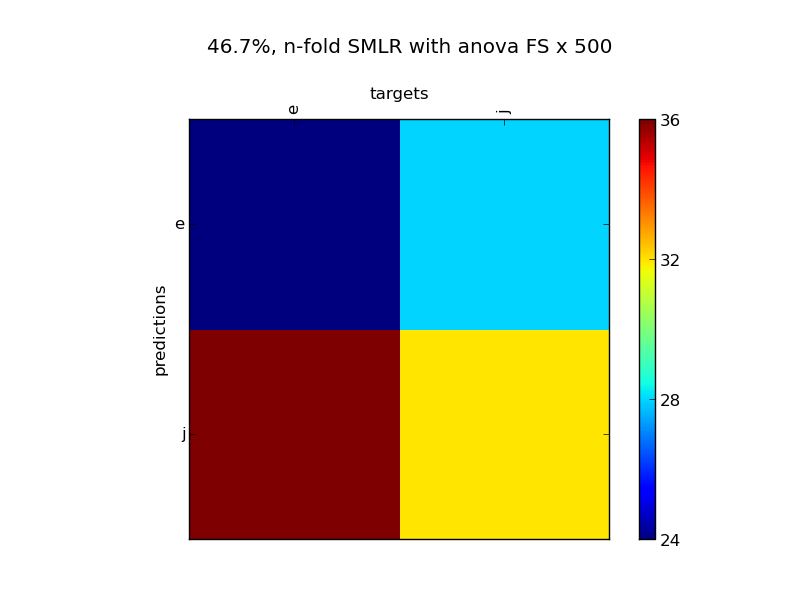 46.7%, n-fold SMLR with anova FS x 500
targets
e
j
e
j
predictions
36
32
28
24